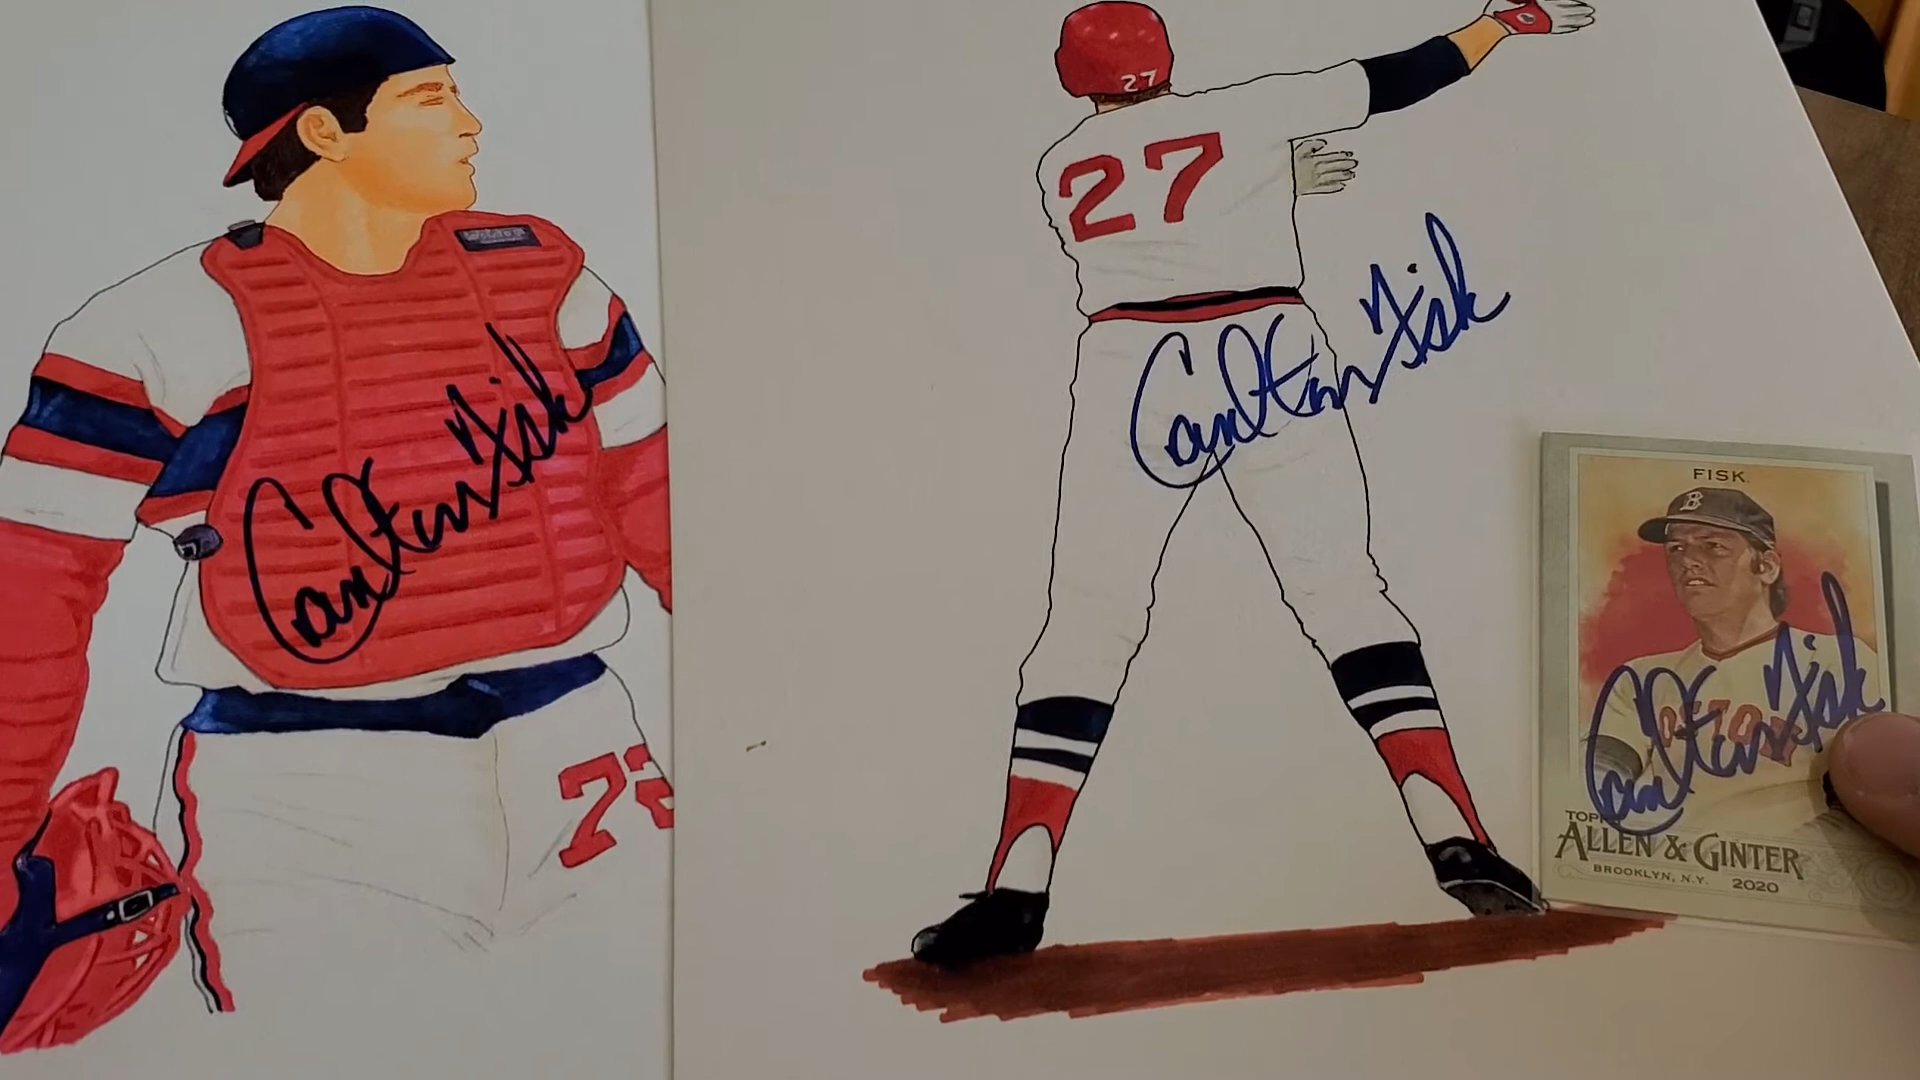 Carlton Fisk
72
27
27
Carlton Fisk
FISK
B
Carlton Fisk
TOPPS
ALLEN & GINTER
BROOKLYN, N.Y. 2020